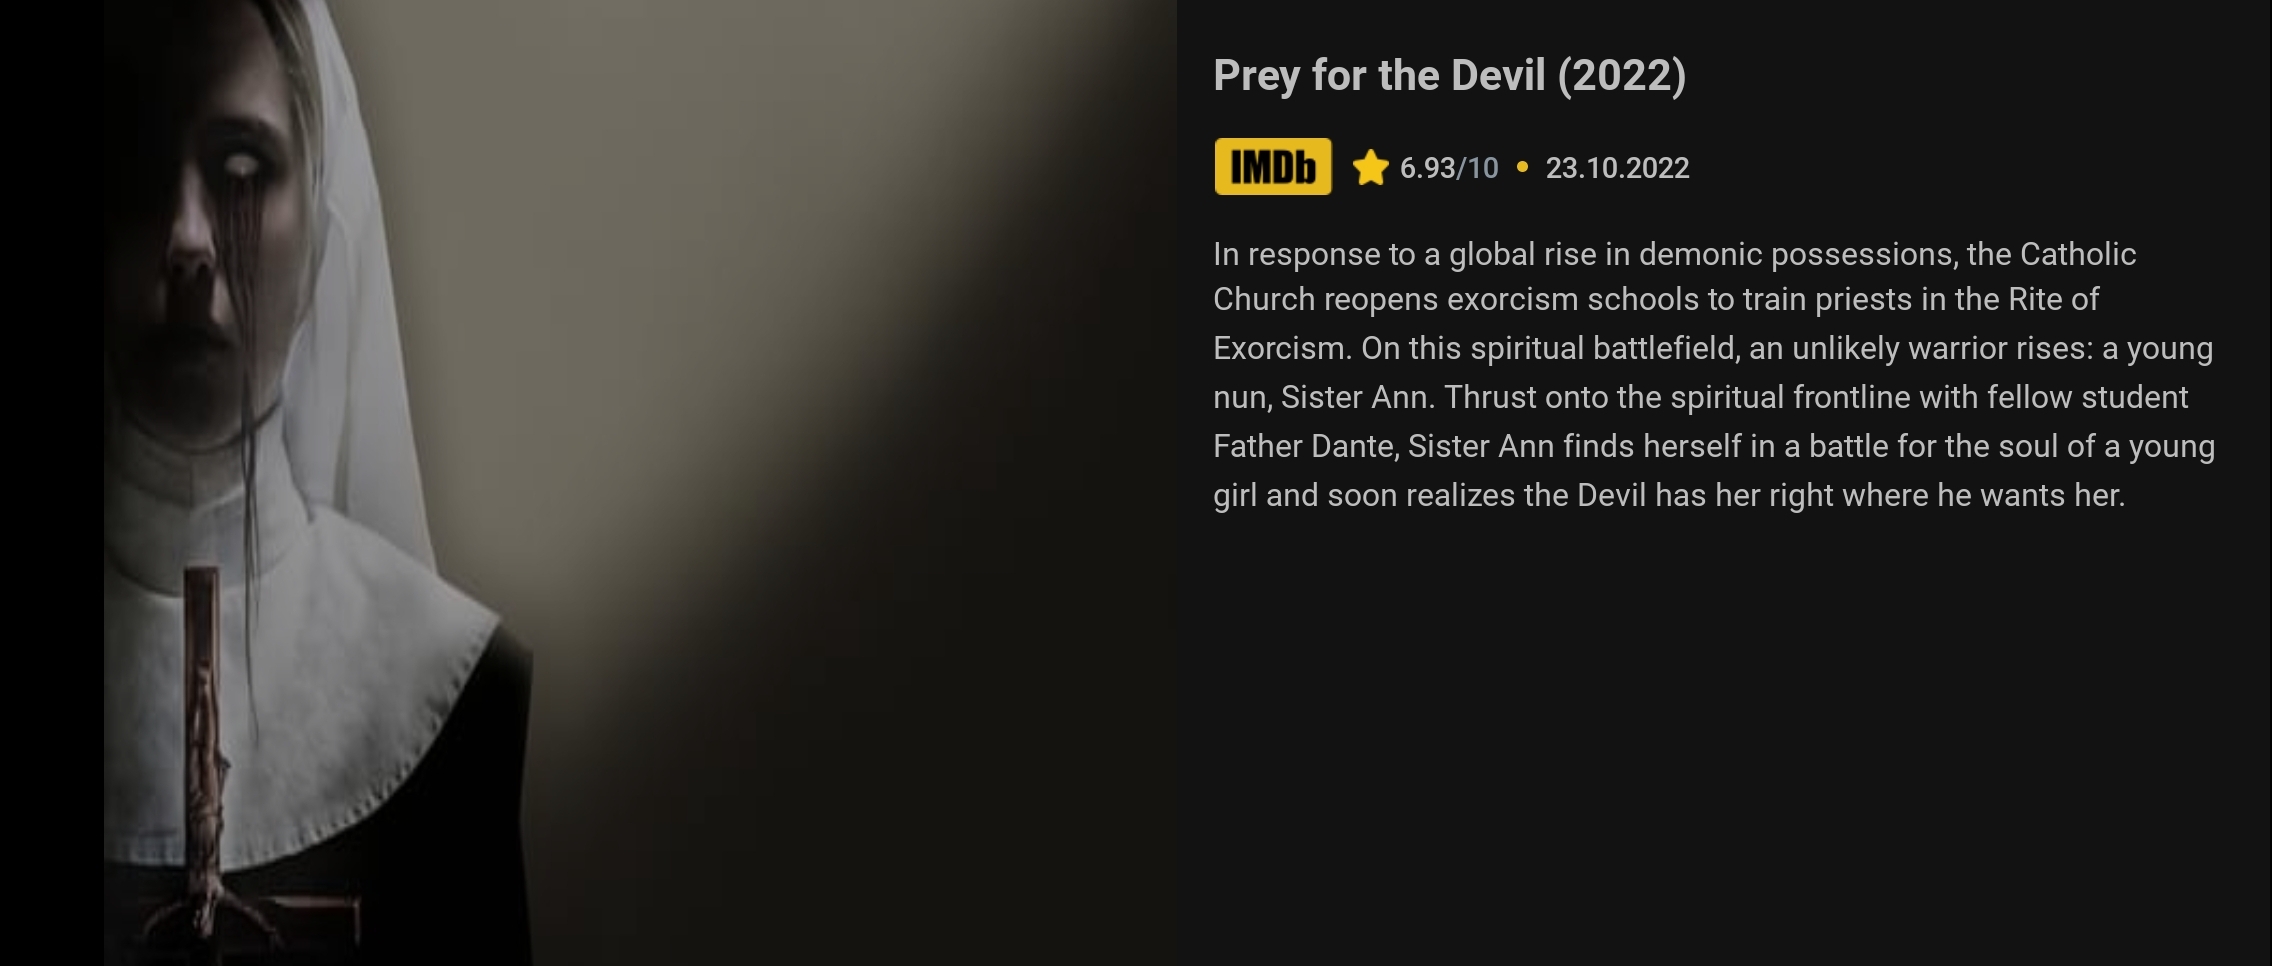 Prey for the Devil (2022)
IMDb 6.93/10 • 23.10.2022
In response to a global rise in demonic possessions, the Catholic
Church reopens exorcism schools to train priests in the Rite of
Exorcism. On this spiritual battlefield, an unlikely warrior rises: a young
nun, Sister Ann. Thrust onto the spiritual frontline with fellow student
Father Dante, Sister Ann finds herself in a battle for the soul of a young
girl and soon realizes the Devil has her right where he wants her.